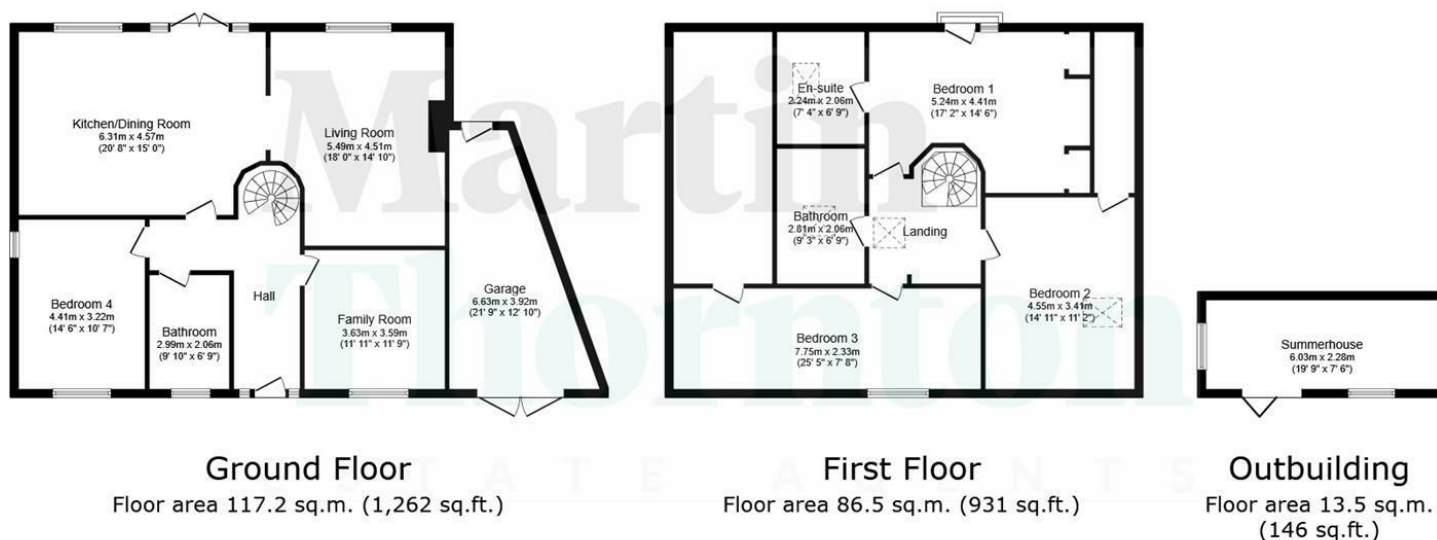 Kitchen/Dining Room
6.31m x 4.57m
(20' 8" x 15' 0")
Living Room
5.49m x 4.51m
(18' 0" x 14' 10")
Bedroom 4
4.41m x 3.22m
(14' 6" x 10' 7")
Bathroom
2.99m x 2.06m
(9' 10" x 6' 9")
Hall
Family Room
3.63m x 3.59m
(11' 11" x 11' 9")
Garage
6.63m x 3.92m
(21' 9" x 12' 10")
En-suite
2.24m x 2.06m
(7' 4" x 6' 9")
Bedroom 1
5.24m x 4.41m
(17' 2" x 14' 6")
Bathroom
2.81m x 2.06m
(9' 3" x 6' 9")
Landing
Bedroom 2
4.55m x 3.41m
(14' 11" x 11' 2")
Bedroom 3
7.75m x 2.33m
(25' 5" x 7' 8")
Summerhouse
6.03m x 2.28m
(19' 9" x 7' 6")
Martin
Thornton
ESTATE AGENTS
Ground Floor
Floor area 117.2 sq.m. (1,262 sq.ft.)
First Floor
Floor area 86.5 sq.m. (931 sq.ft.)
Outbuilding
Floor area 13.5 sq.m.
(146 sq.ft.)